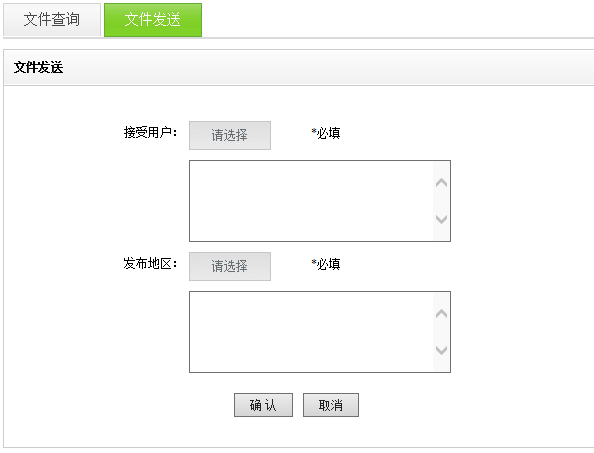 文件查询 文件发送
文件发送
接受用户： 请选择 *必填
发布地区： 请选择 *必填
确 认 取消